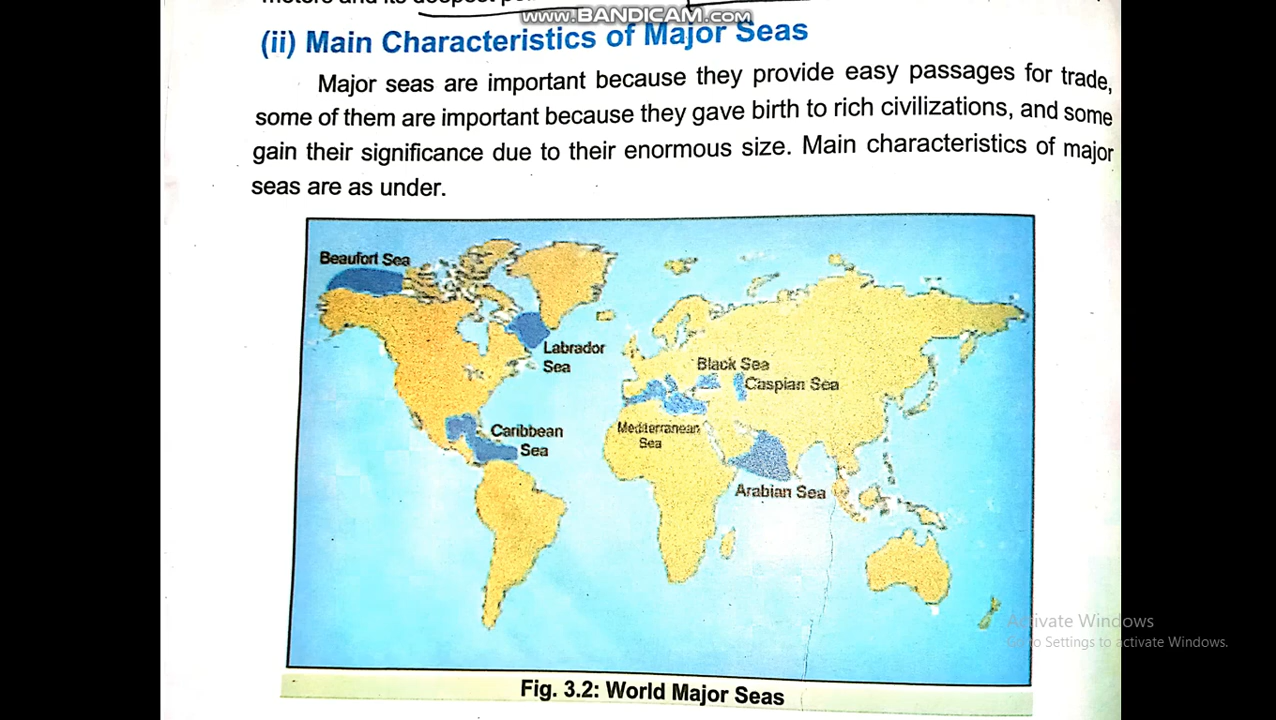 www.BANDICAM.com
(ii) Main Characteristics of Major Seas
Major seas are important because they provide easy passages for trade,
some of them are important because they gave birth to rich civilizations, and some
gain their significance due to their enormous size. Main characteristics of major
seas are as under.
Beaufort Sea
Labrador
Sea
Black Sea
Caspian Sea
Caribbean
Sea
Mediterranean
Sea
Arabian Sea
Activate Windows
Go to Settings to activate Windows.
Fig. 3.2: World Major Seas